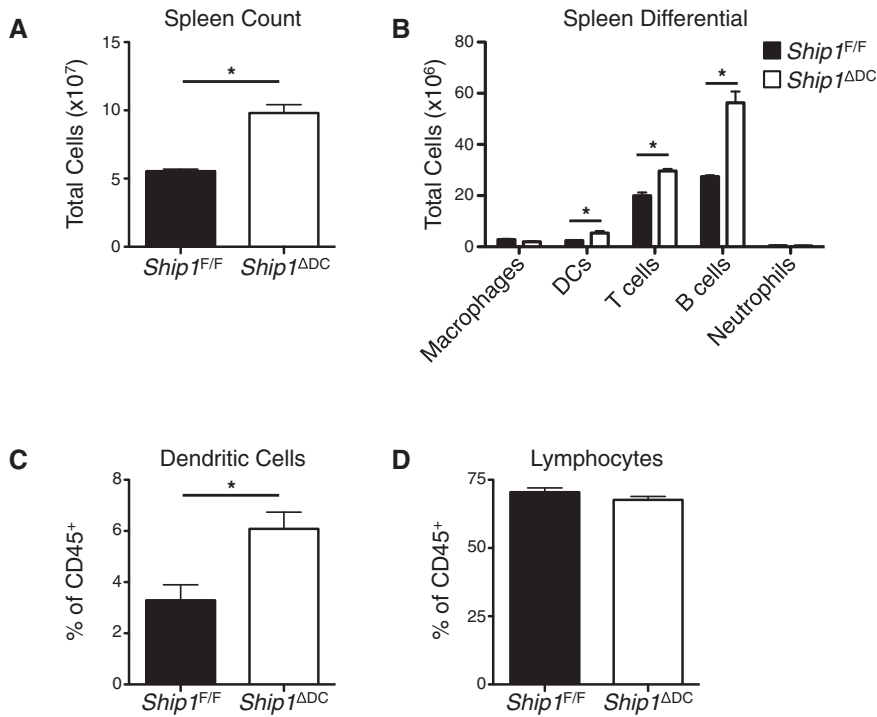 A
Spleen Count
Total Cells (x10⁷)
15
10
5
0
*
Ship1F/F
Ship1ΔDC
B
Spleen Differential
Total Cells (x10⁶)
80
60
40
20
0
*
*
*
Ship1F/F
Ship1ΔDC
Macrophages
DCs
T cells
B cells
Neutrophils
C
Dendritic Cells
% of CD45⁺
8
6
4
2
0
*
Ship1F/F
Ship1ΔDC
D
Lymphocytes
% of CD45⁺
75
50
25
0
Ship1F/F
Ship1ΔDC